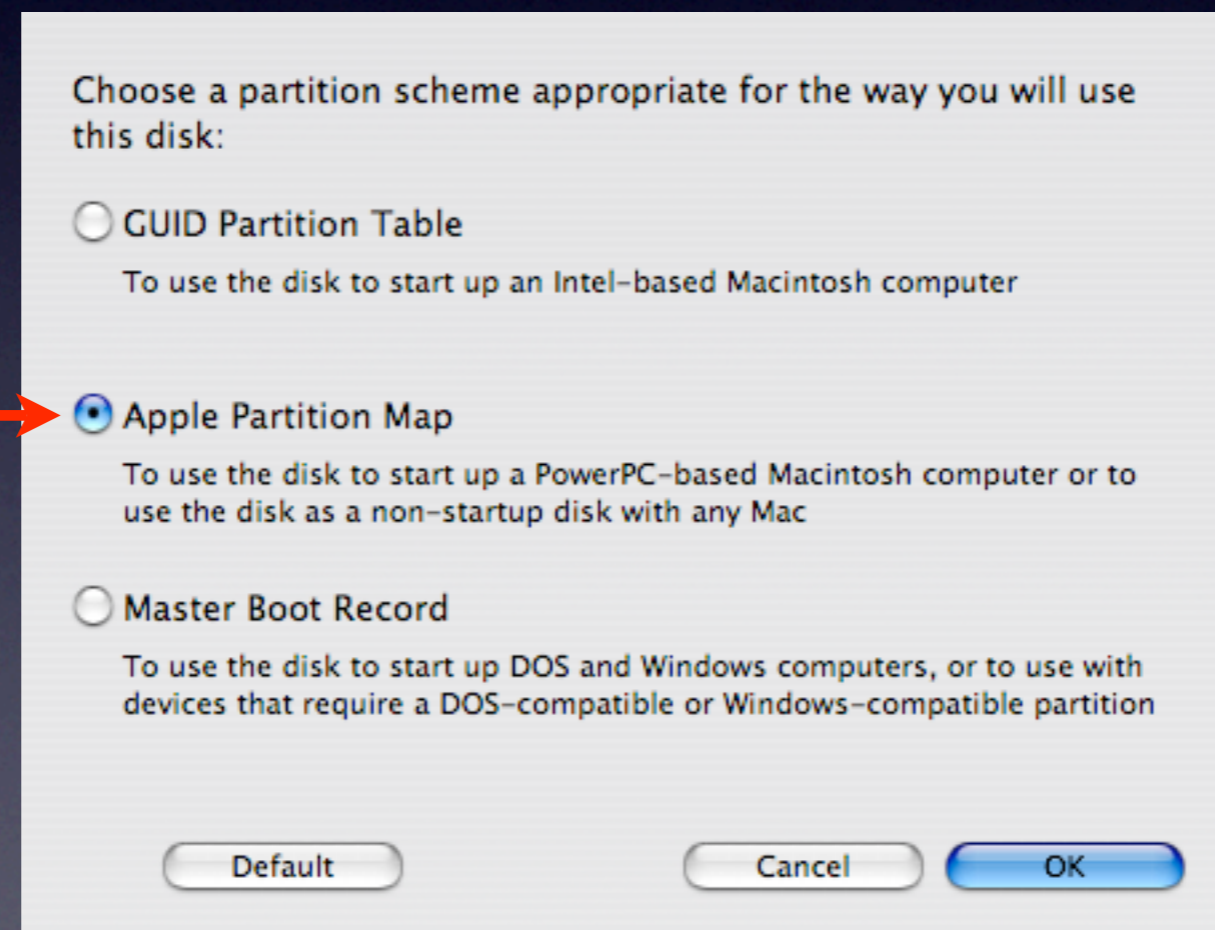 Choose a partition scheme appropriate for the way you will use
this disk:
GUID Partition Table
To use the disk to start up an Intel-based Macintosh computer
Apple Partition Map
To use the disk to start up a PowerPC-based Macintosh computer or to
use the disk as a non-startup disk with any Mac
Master Boot Record
To use the disk to start up DOS and Windows computers, or to use with
devices that require a DOS-compatible or Windows-compatible partition
Default Cancel OK